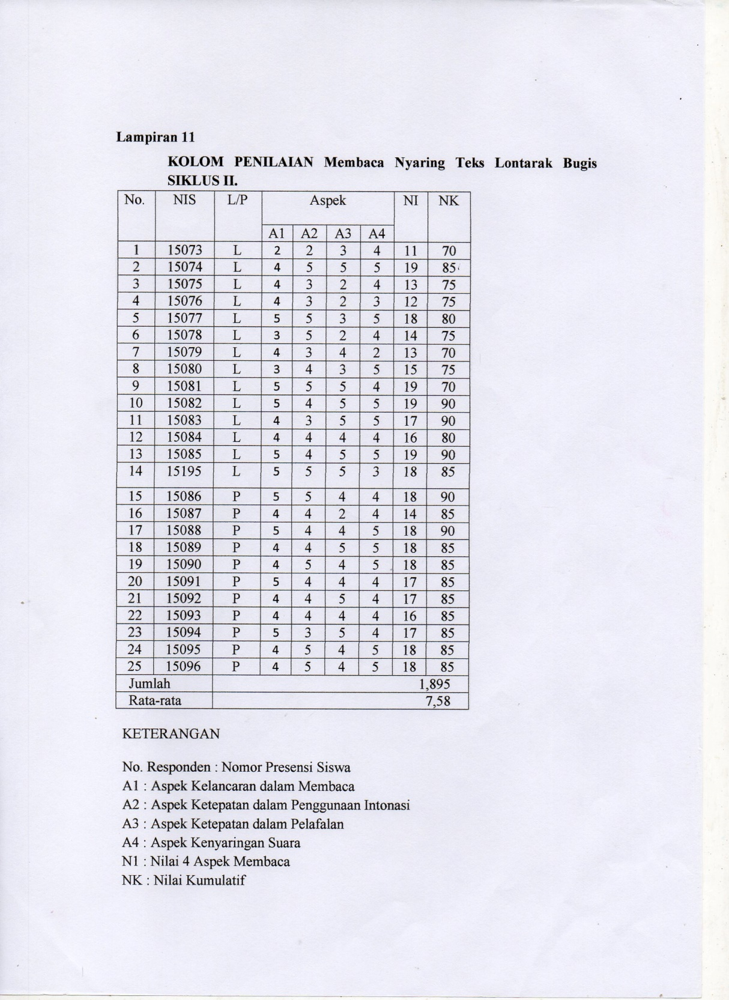 Lampiran 11
KOLOM PENILAIAN Membaca Nyaring Teks Lontarak Bugis
SIKLUS II.
No. NIS L/P Aspek NI NK
A1 A2 A3 A4
1 15073 L 2 2 3 4 11 70
2 15074 L 4 5 5 5 19 85
3 15075 L 4 3 2 4 13 75
4 15076 L 4 3 2 3 12 75
5 15077 L 5 5 3 5 18 80
6 15078 L 3 5 2 4 14 75
7 15079 L 4 3 4 2 13 70
8 15080 L 3 4 3 5 15 75
9 15081 L 5 5 5 4 19 70
10 15082 L 5 4 5 5 19 90
11 15083 L 4 3 5 5 17 90
12 15084 L 4 4 4 4 16 80
13 15085 L 5 4 5 5 19 90
14 15195 L 5 5 5 3 18 85
15 15086 P 5 5 4 4 18 90
16 15087 P 4 4 2 4 14 85
17 15088 P 5 4 4 5 18 90
18 15089 P 4 4 5 5 18 85
19 15090 P 4 5 4 5 18 85
20 15091 P 5 4 4 4 17 85
21 15092 P 4 4 5 4 17 85
22 15093 P 4 4 4 4 16 85
23 15094 P 5 3 5 4 17 85
24 15095 P 4 5 4 5 18 85
25 15096 P 4 5 4 5 18 85
Jumlah 1,895
Rata-rata 7,58
KETERANGAN
No. Responden : Nomor Presensi Siswa
A1 : Aspek Kelancaran dalam Membaca
A2 : Aspek Ketepatan dalam Penggunaan Intonasi
A3 : Aspek Ketepatan dalam Pelafalan
A4 : Aspek Kenyaringan Suara
N1 : Nilai 4 Aspek Membaca
NK : Nilai Kumulatif